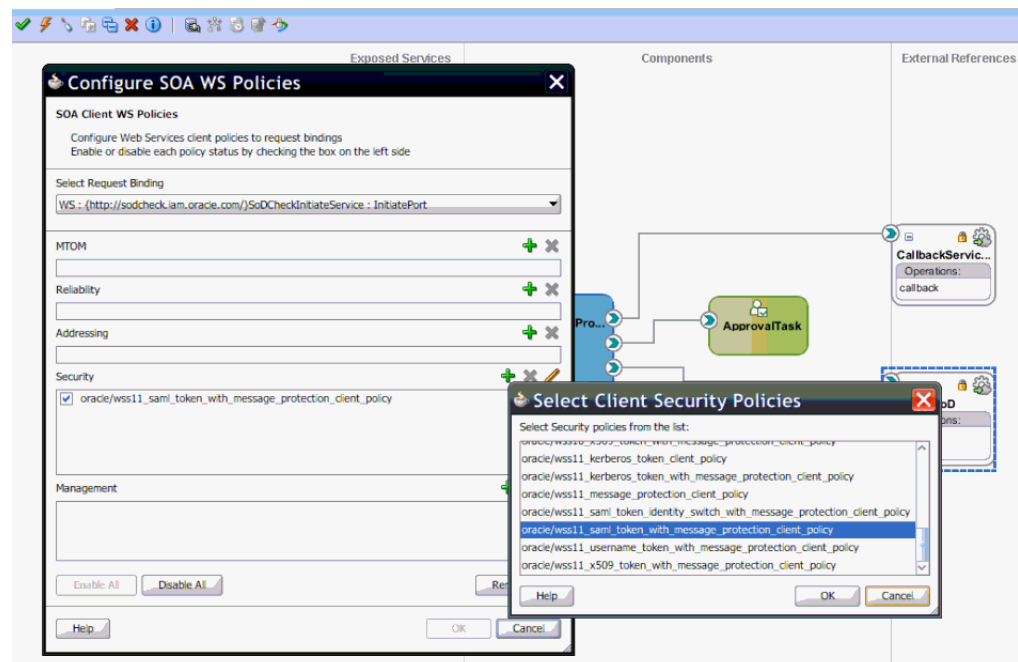 Exposed Services
Components
External References
Configure SOA WS Policies
SOA Client WS Policies
Configure Web Services client policies to request bindings
Enable or disable each policy status by checking the box on the left side
Select Request Binding
WS : {http://sodcheck.iam.oracle.com/}SoDCheckInitiateService : InitiatePort
MTOM
Reliability
Addressing
Security
oracle/wss11_saml_token_with_message_protection_client_policy
Management
Enable All
Disable All
Help
OK
Cancel
Pro...
ApprovalTask
CallbackServic...
Operations:
callback
Select Client Security Policies
Select Security policies from the list:
oracle/wss10_x509_token_with_message_protection_client_policy
oracle/wss11_kerberos_token_client_policy
oracle/wss11_kerberos_token_with_message_protection_client_policy
oracle/wss11_message_protection_client_policy
oracle/wss11_saml_token_identity_switch_with_message_protection_client_policy
oracle/wss11_saml_token_with_message_protection_client_policy
oracle/wss11_username_token_with_message_protection_client_policy
oracle/wss11_x509_token_with_message_protection_client_policy
Help
OK
Cancel